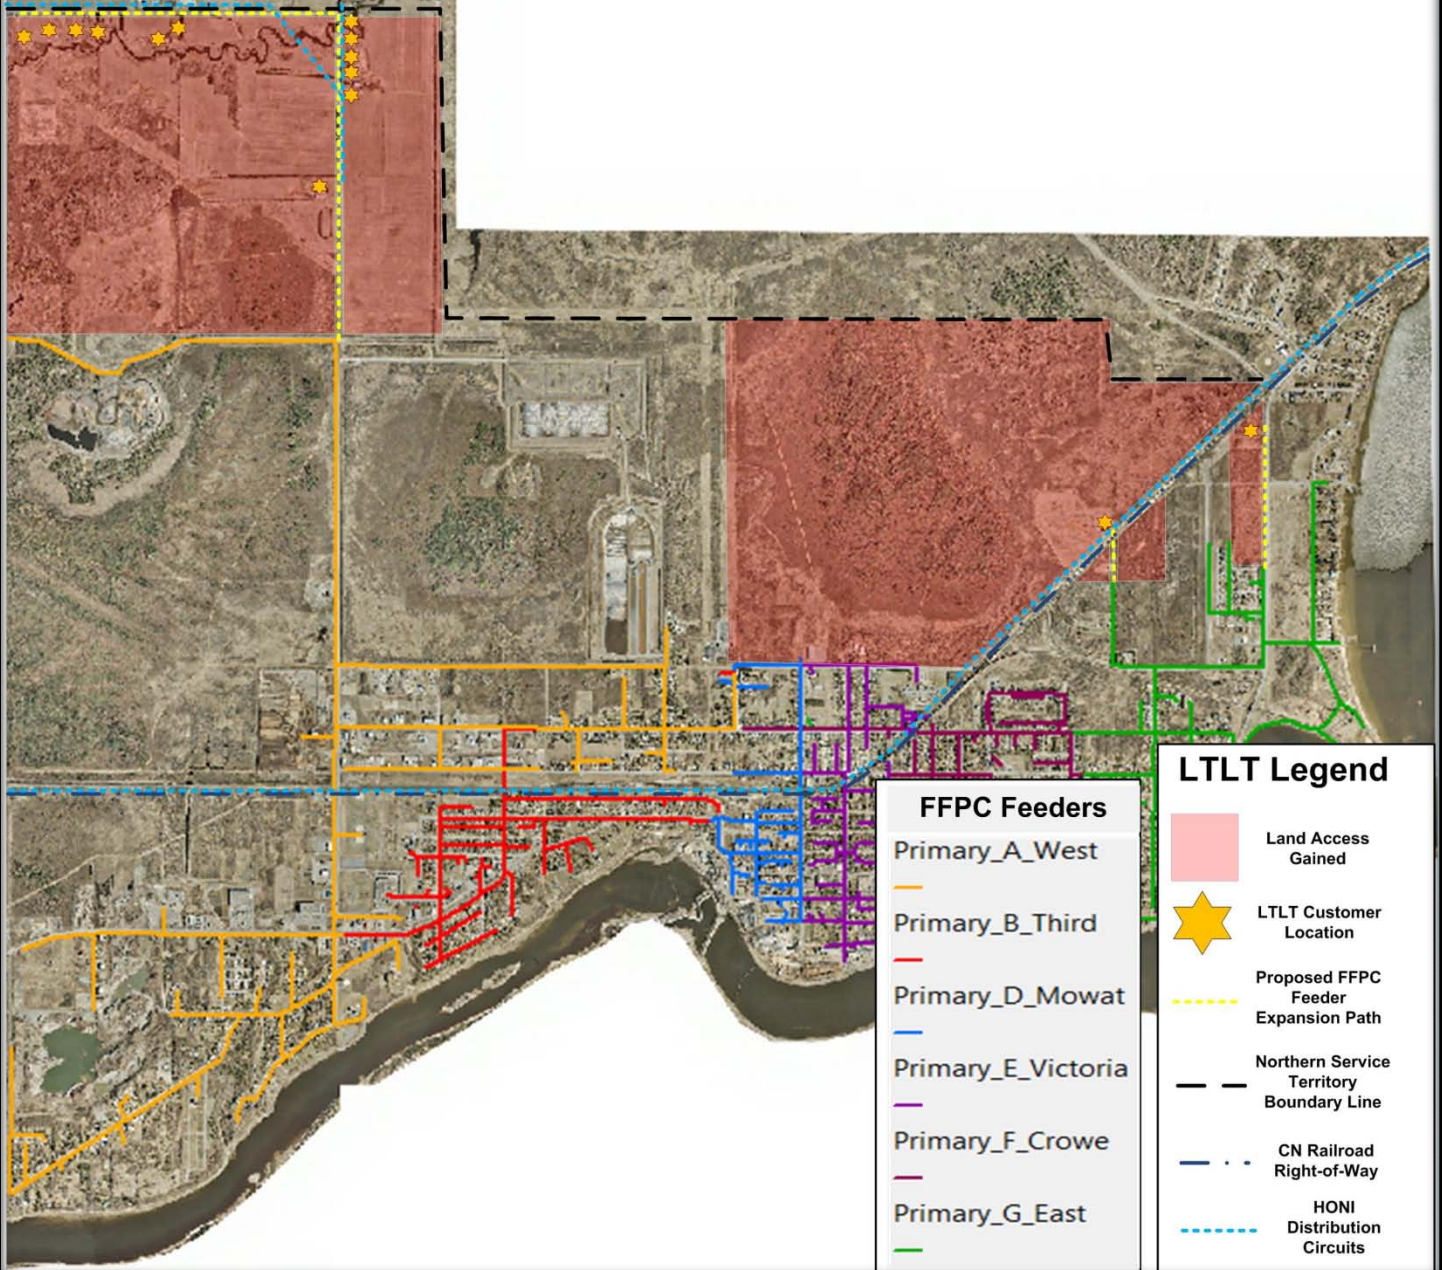 FFPC Feeders
Primary_A_West
Primary_B_Third
Primary_D_Mowat
Primary_E_Victoria
Primary_F_Crowe
Primary_G_East
LTLT Legend
Land Access
Gained
LTLT Customer
Location
Proposed FFPC
Feeder
Expansion Path
Northern Service
Territory
Boundary Line
CN Railroad
Right-of-Way
HONI
Distribution
Circuits